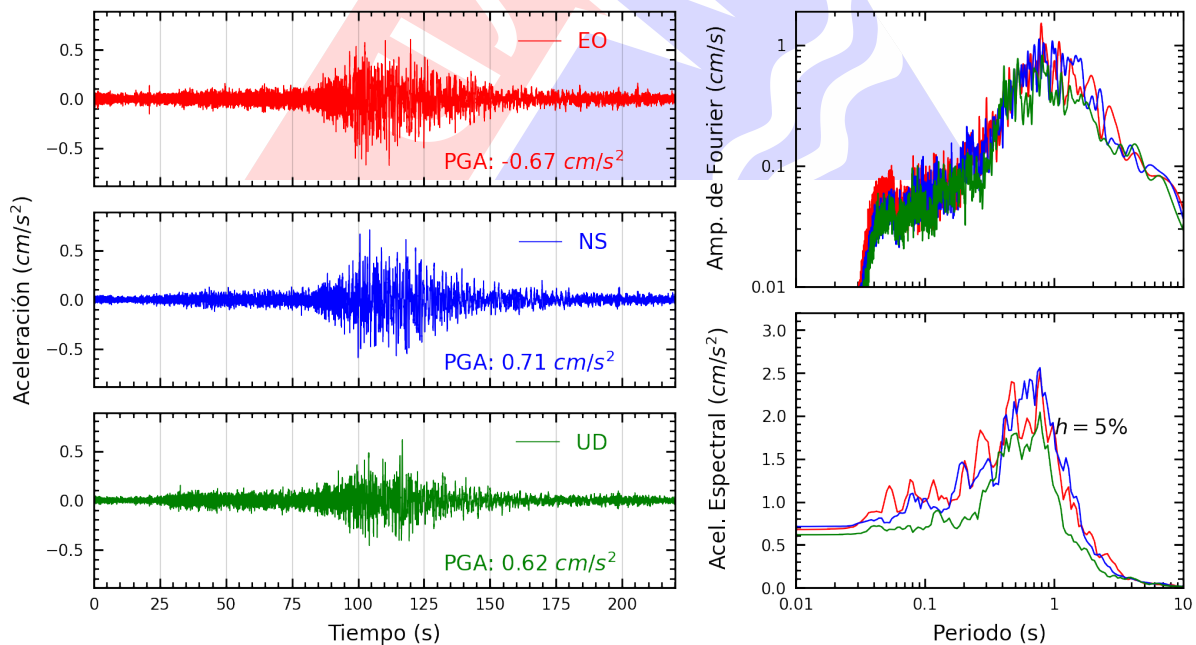 Aceleración (cm/s²)
0.5
0.0
−0.5
EO
PGA: -0.67 cm/s²
0.5
0.0
−0.5
NS
PGA: 0.71 cm/s²
0.5
0.0
−0.5
UD
PGA: 0.62 cm/s²
0 25 50 75 100 125 150 175 200
Tiempo (s)
Amp. de Fourier (cm/s)
1
0.1
0.01
Acel. Espectral (cm/s²)
3.0
2.5
2.0
1.5
1.0
0.5
0.0
h = 5%
0.01 0.1 1 10
Periodo (s)